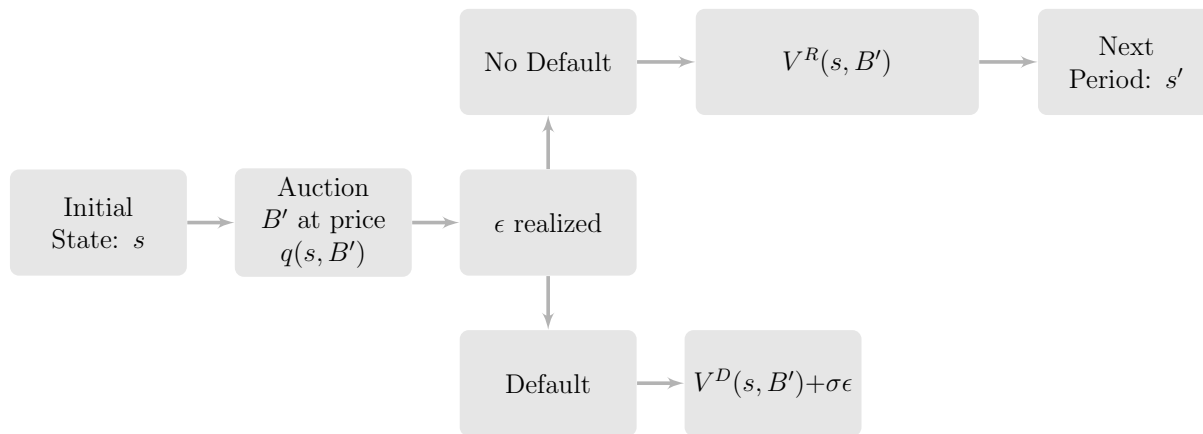 No Default
V^R(s, B′)
Next
Period: s′
Initial
State: s
Auction
B′ at price
q(s, B′)
ϵ realized
Default
V^D(s, B′)+σϵ